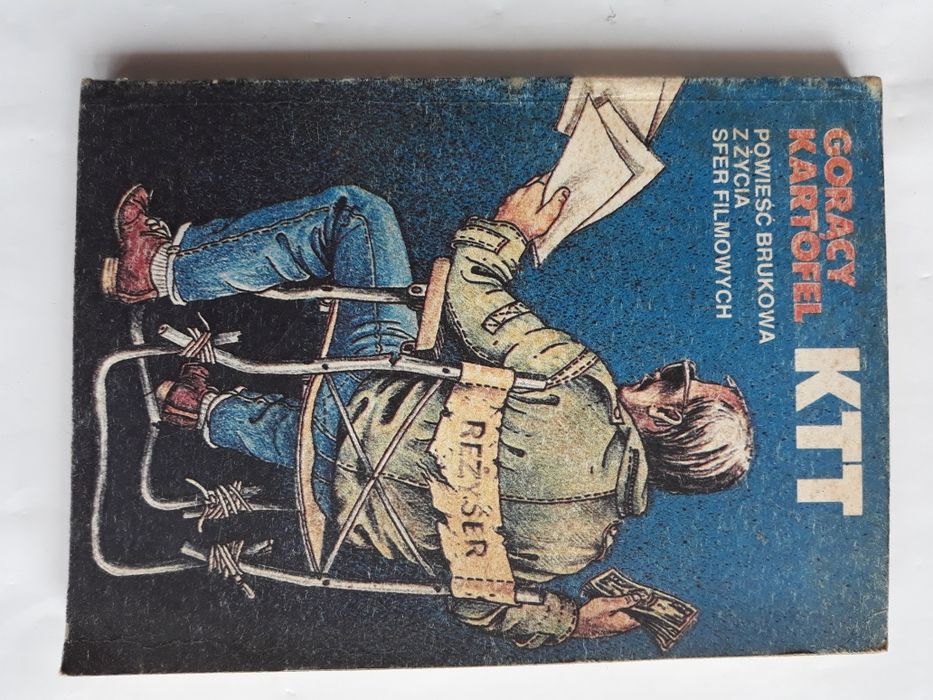 GORĄCY
KARTOFEL
KTT
POWIEŚĆ BRUKOWA
Z ŻYCIA
SFER FILMOWYCH
REŻYSER